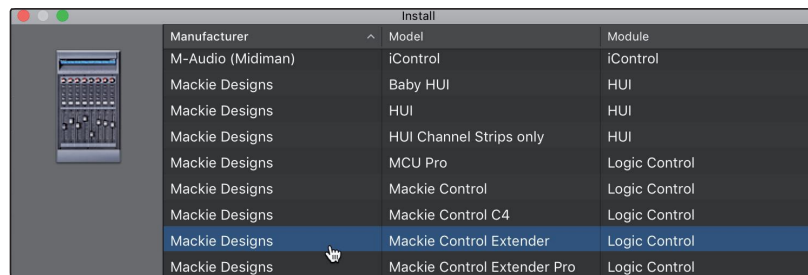 Install
Manufacturer Model Module
M-Audio (Midiman) iControl iControl
Mackie Designs Baby HUI HUI
Mackie Designs HUI HUI
Mackie Designs HUI Channel Strips only HUI
Mackie Designs MCU Pro Logic Control
Mackie Designs Mackie Control Logic Control
Mackie Designs Mackie Control C4 Logic Control
Mackie Designs Mackie Control Extender Logic Control
Mackie Designs Mackie Control Extender Pro Logic Control